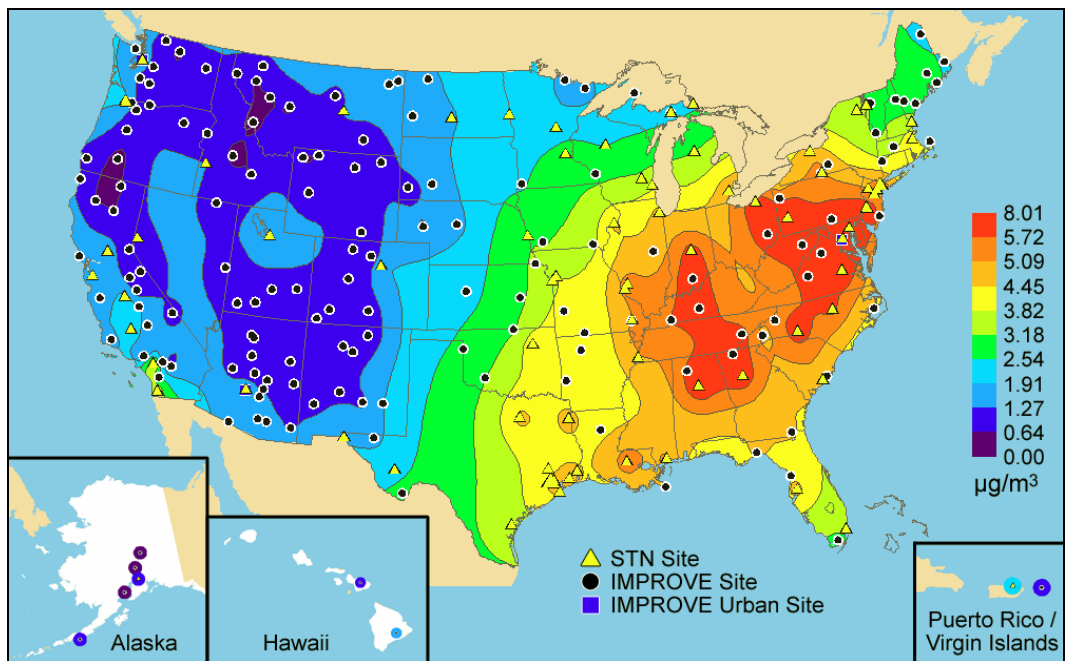 8.01
5.72
5.09
4.45
3.82
3.18
2.54
1.91
1.27
0.64
0.00
µg/m³
STN Site
IMPROVE Site
IMPROVE Urban Site
Alaska
Hawaii
Puerto Rico /
Virgin Islands